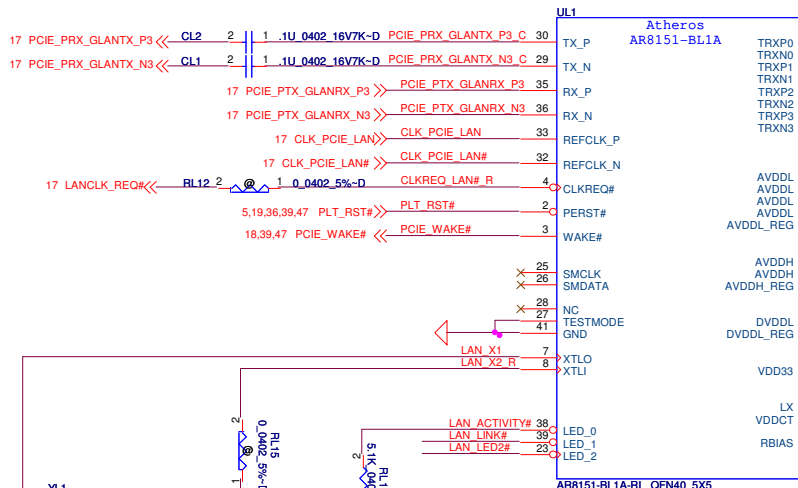 UL1
Atheros
AR8151-BL1A
17 PCIE_PRX_GLANTX_P3 CL2 2 1 .1U_0402_16V7K~D PCIE_PRX_GLANTX_P3_C 30 TX_P TRXP0
TRXN0
17 PCIE_PRX_GLANTX_N3 CL1 2 1 .1U_0402_16V7K~D PCIE_PRX_GLANTX_N3_C 29 TX_N TRXP1
TRXN1
17 PCIE_PTX_GLANRX_P3 PCIE_PTX_GLANRX_P3 35 RX_P TRXP2
TRXN2
17 PCIE_PTX_GLANRX_N3 PCIE_PTX_GLANRX_N3 36 RX_N TRXP3
TRXN3
17 CLK_PCIE_LAN CLK_PCIE_LAN 33 REFCLK_P
17 CLK_PCIE_LAN# CLK_PCIE_LAN# 32 REFCLK_N
AVDDL
17 LANCLK_REQ# RL12 2 @ 1 0_0402_5%~D CLKREQ_LAN#_R 4 CLKREQ# AVDDL
AVDDL
5,19,36,39,47 PLT_RST# PLT_RST# 2 PERST# AVDDL
AVDDL_REG
18,39,47 PCIE_WAKE# PCIE_WAKE# 3 WAKE#
AVDDH
25 SMCLK AVDDH
26 SMDATA AVDDH_REG
28 NC
27 TESTMODE DVDDL
41 GND DVDDL_REG
LAN_X1 7 XTLO
LAN_X2_R 8 XTLI VDD33
LX
VDDCT
LAN_ACTIVITY# 38 LED_0
LAN_LINK# 39 LED_1 RBIAS
LAN_LED2# 23 LED_2
2 RL15 @ 0_0402_5%~D 1
2 5.1K_040 RL1
YL1
AR8151-BL1A-RL_QFN40_5X5